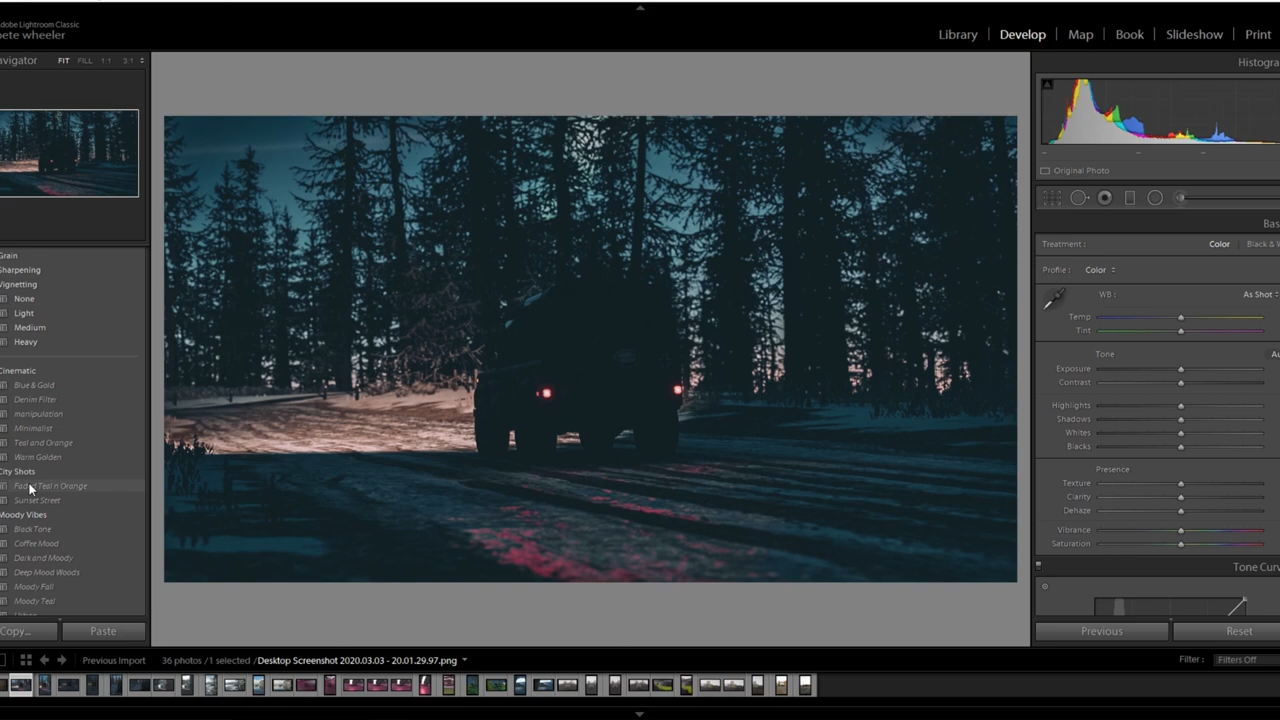 dobe Lightroom Classic
pete wheeler
Library | Develop | Map | Book | Slideshow | Print
avigator FIT FILL 1:1 3:1
Histogra
Original Photo
Bas
Treatment : Color Black & W
Profile : Color
WB : As Shot
Temp
Tint
Tone Au
Exposure
Contrast
Highlights
Shadows
Whites
Blacks
Presence
Texture
Clarity
Dehaze
Vibrance
Saturation
Tone Cur
Previous Reset
Grain
Sharpening
Vignetting
None
Light
Medium
Heavy
Cinematic
Blue & Gold
Denim Filter
manipulation
Minimalist
Teal and Orange
Warm Golden
City Shots
Faded Teal n Orange
Sunset Street
Moody Vibes
Black Tone
Coffee Mood
Dark and Moody
Deep Mood Woods
Moody Fall
Moody Teal
Copy... Paste
Previous Import 36 photos / 1 selected / Desktop Screenshot 2020.03.03 - 20.01.29.97.png
Filter : Filters Off